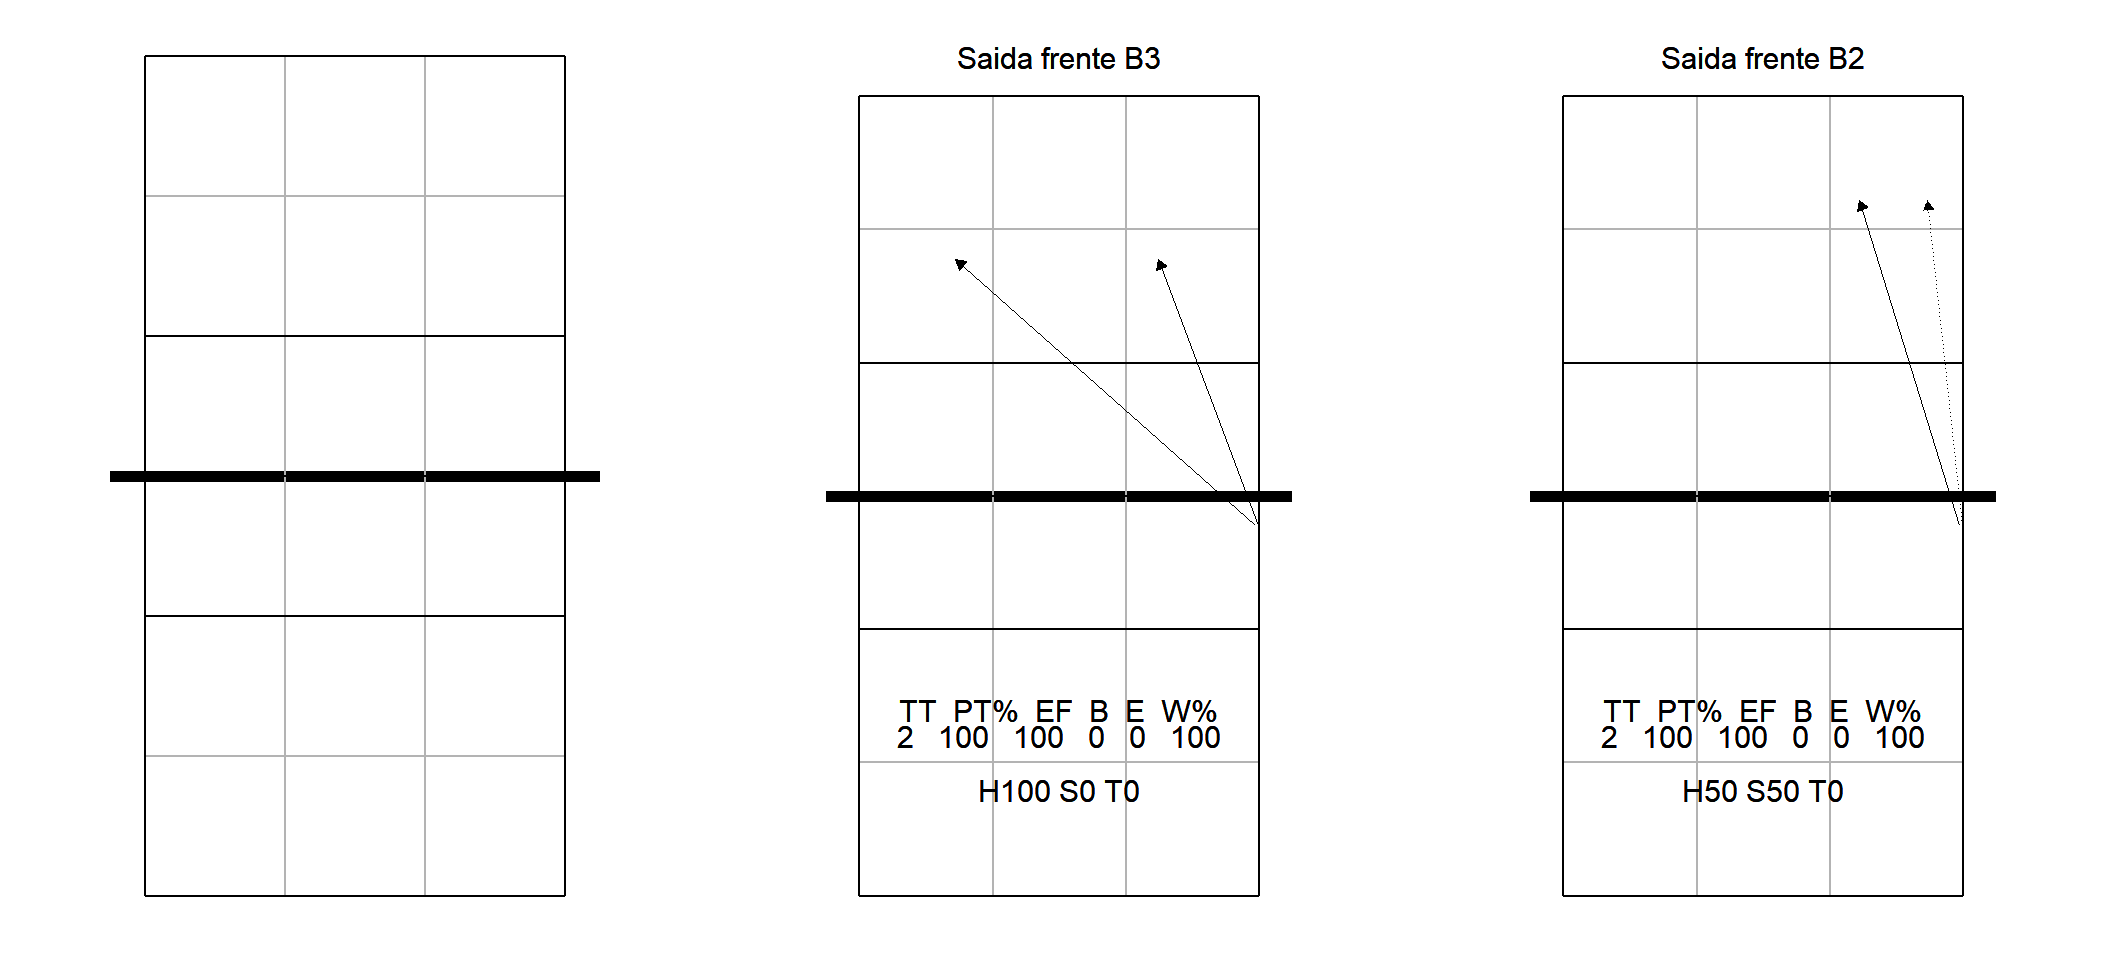 Saida frente B3
TT PT% EF B E W%
2 100 100 0 0 100
H100 S0 T0
Saida frente B2
TT PT% EF B E W%
2 100 100 0 0 100
H50 S50 T0